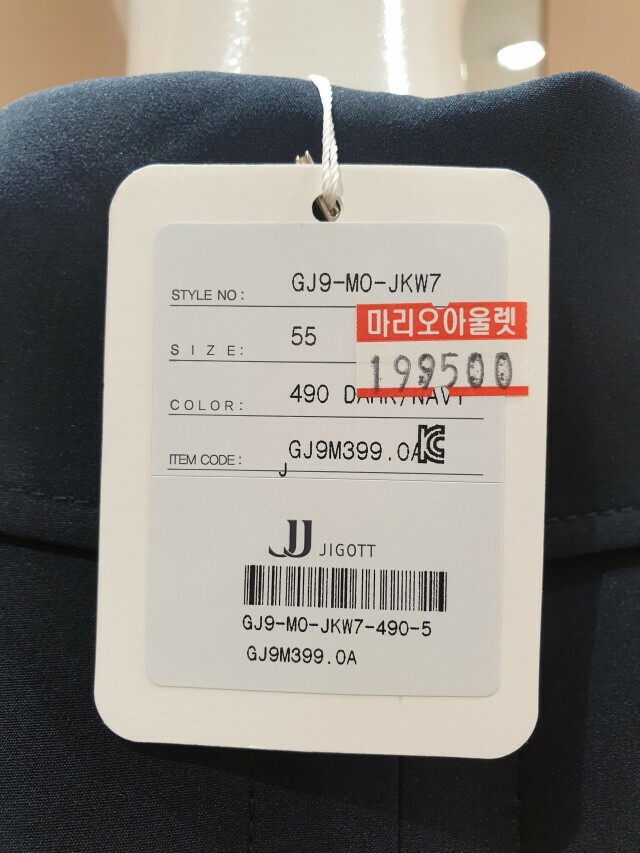 STYLE NO: GJ9-MO-JKW7
마리오아울렛
SIZE: 55
199500
COLOR: 490 DARK/NAVY
ITEM CODE: GJ9M399.0A
J
JJ JIGOTT
GJ9-MO-JKW7-490-5
GJ9M399.0A